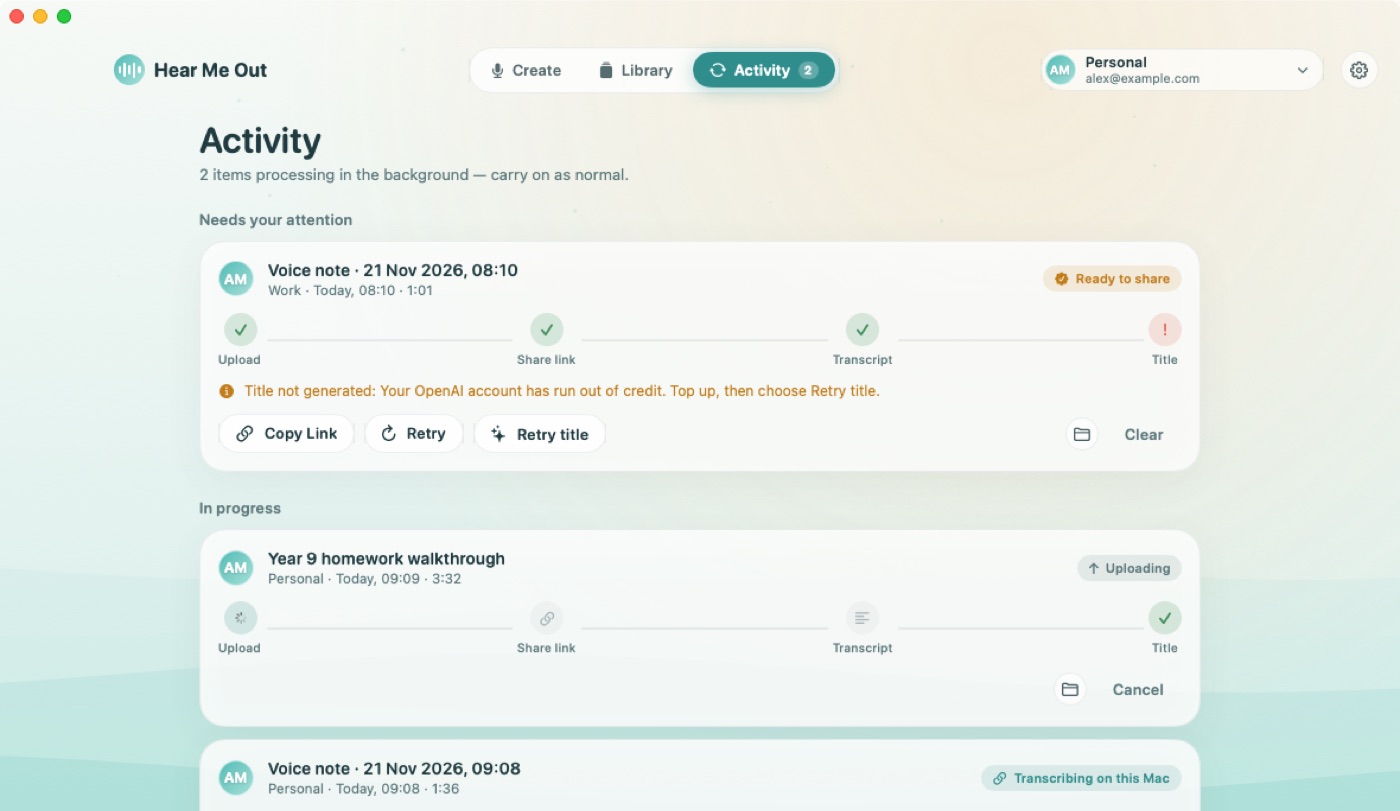 Hear Me Out
Create
Library
Activity 2
AM
Personal
alex@example.com
Activity
2 items processing in the background — carry on as normal.
Needs your attention
AM
Voice note · 21 Nov 2026, 08:10
Work · Today, 08:10 · 1:01
Ready to share
Upload
Share link
Transcript
Title
Title not generated: Your OpenAI account has run out of credit. Top up, then choose Retry title.
Copy Link
Retry
Retry title
Clear
In progress
AM
Year 9 homework walkthrough
Personal · Today, 09:09 · 3:32
Uploading
Upload
Share link
Transcript
Title
Cancel
AM
Voice note · 21 Nov 2026, 09:08
Personal · Today, 09:08 · 1:36
Transcribing on this Mac